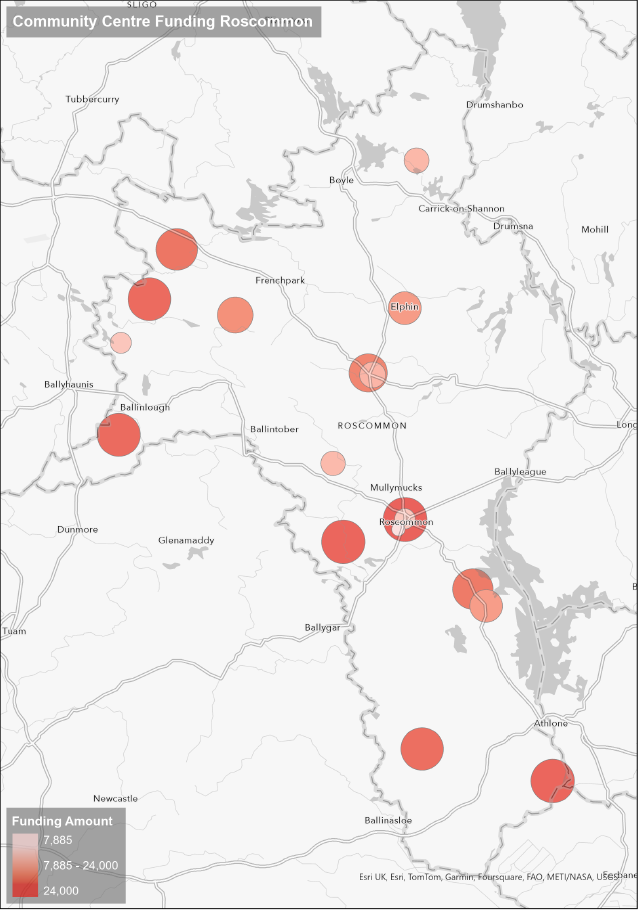 SLIGO
Community Centre Funding Roscommon
Tubbercurry
Drumshanbo
Boyle
Carrick-on-Shannon
Drumsna
Mohill
Frenchpark
Elphin
Ballyhaunis
Ballinlough
Ballintober
ROSCOMMON
Long
Ballyleague
Mullymucks
Roscommon
Dunmore
Glenamaddy
B
Tuam
Ballygar
Athlone
Newcastle
Ballinasloe
Funding Amount
7,885
7,885 - 24,000
24,000
Esri UK, Esri, TomTom, Garmin, Foursquare, FAO, METI/NASA, USGS